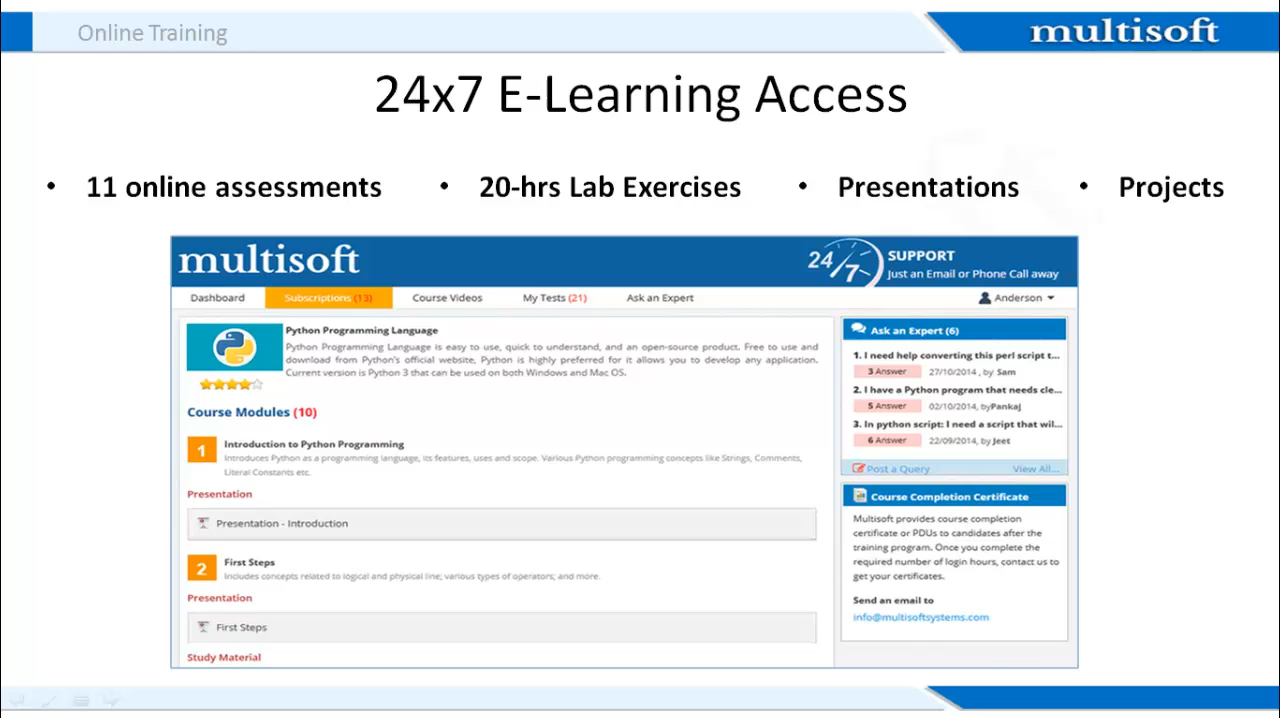 Online Training
multisoft
24x7 E-Learning Access
• 11 online assessments • 20-hrs Lab Exercises • Presentations • Projects
multisoft
24/7 SUPPORT
Just an Email or Phone Call away
Dashboard Subscriptions (13) Course Videos My Tests (21) Ask an Expert Anderson
Python Programming Language
Python Programming Language is easy to use, quick to understand, and an open-source product. Free to use and
download from Python's official website, Python is highly preferred for it allows you to develop any application.
Current version is Python 3 that can be used on both Windows and Mac OS.
Course Modules (10)
1 Introduction to Python Programming
Introduces Python as a programming language, its features, uses and scope. Various Python programming concepts like Strings, Comments,
Literal Constants etc.
Presentation
Presentation - Introduction
2 First Steps
Includes concepts related to logical and physical line; various types of operators; and more.
Presentation
First Steps
Study Material
Ask an Expert (6)
1. I need help converting this perl script t...
3 Answer 27/10/2014 , by Sam
2. I have a Python program that needs cle...
5 Answer 02/10/2014, byPankaj
3. In python script: I need a script that wil...
6 Answer 22/09/2014, by Jeet
Post a Query View All...
Course Completion Certificate
Multisoft provides course completion
certificate or PDUs to candidates after the
training program. Once you complete the
required number of login hours, contact us to
get your certificates.
Send an email to
info@multisoftsystems.com